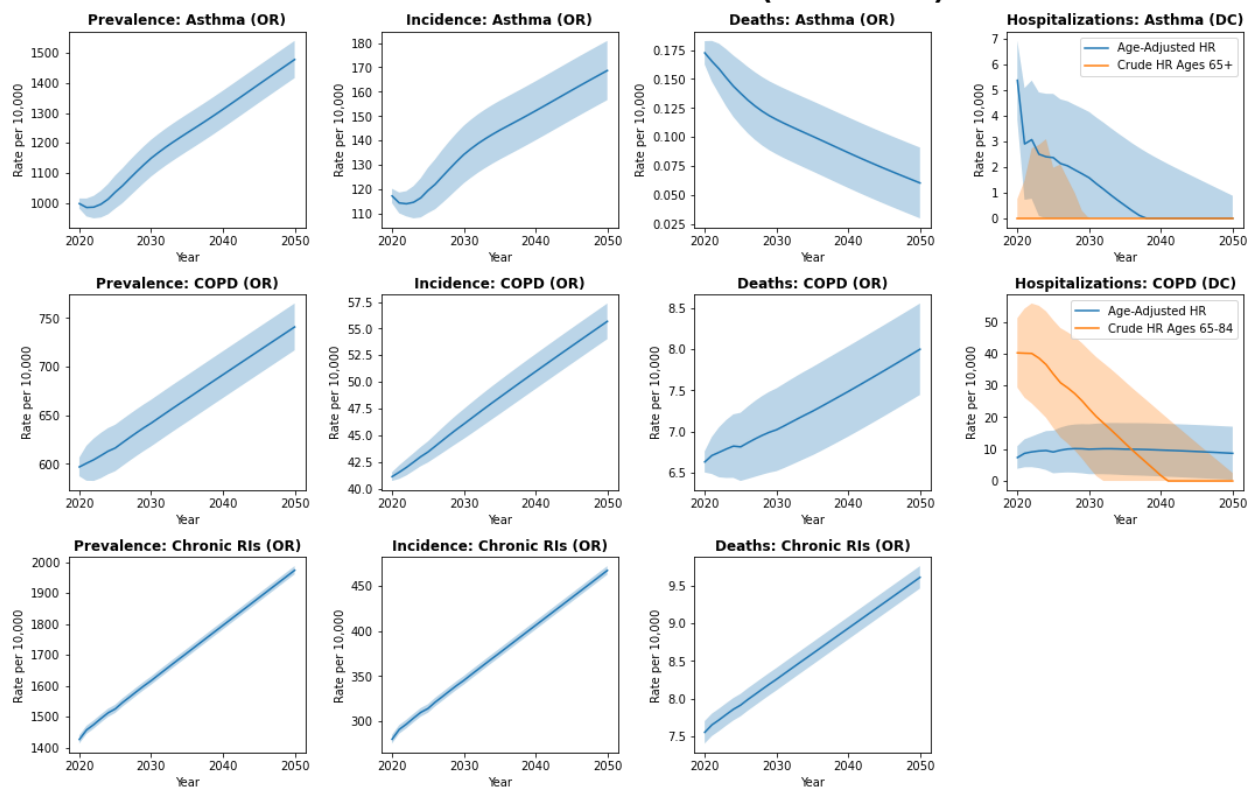 Prevalence: Asthma (OR)
Rate per 10,000
1500
1400
1300
1200
1100
1000
2020 2030 2040 2050
Year
Incidence: Asthma (OR)
Rate per 10,000
180
170
160
150
140
130
120
110
2020 2030 2040 2050
Year
Deaths: Asthma (OR)
Rate per 10,000
0.175
0.150
0.125
0.100
0.075
0.050
0.025
2020 2030 2040 2050
Year
Hospitalizations: Asthma (DC)
Age-Adjusted HR
Crude HR Ages 65+
Rate per 10,000
7
6
5
4
3
2
1
0
2020 2030 2040 2050
Year
Prevalence: COPD (OR)
Rate per 10,000
750
700
650
600
2020 2030 2040 2050
Year
Incidence: COPD (OR)
Rate per 10,000
57.5
55.0
52.5
50.0
47.5
45.0
42.5
40.0
2020 2030 2040 2050
Year
Deaths: COPD (OR)
Rate per 10,000
8.5
8.0
7.5
7.0
6.5
2020 2030 2040 2050
Year
Hospitalizations: COPD (DC)
Age-Adjusted HR
Crude HR Ages 65-84
Rate per 10,000
50
40
30
20
10
0
2020 2030 2040 2050
Year
Prevalence: Chronic RIs (OR)
Rate per 10,000
2000
1900
1800
1700
1600
1500
1400
2020 2030 2040 2050
Year
Incidence: Chronic RIs (OR)
Rate per 10,000
450
400
350
300
2020 2030 2040 2050
Year
Deaths: Chronic RIs (OR)
Rate per 10,000
9.5
9.0
8.5
8.0
7.5
2020 2030 2040 2050
Year